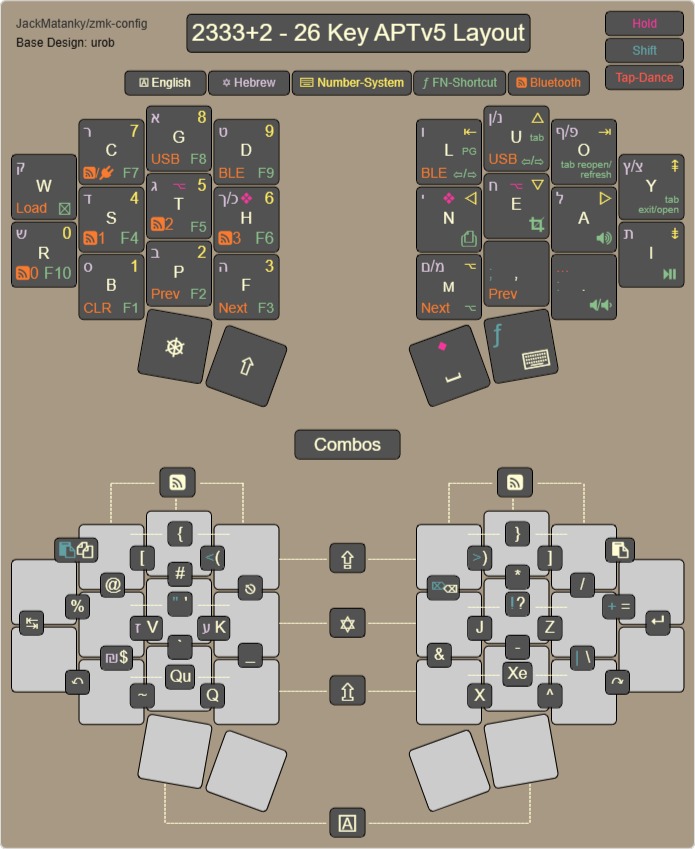 JackMatanky/zmk-config
Base Design: urob
2333+2 - 26 Key APTv5 Layout
Hold
Shift
Tap-Dance
A English
✡ Hebrew
Number-System
ƒ FN-Shortcut
Bluetooth
ק
W
Load
ר 7
C
F7
א 8
G
USB F8
ט 9
D
BLE F9
ו
L PG
BLE
נ/ן
U tab
USB
פ/ף
O
tab reopen/
refresh
צ/ץ
Y
tab
exit/open
ש 0
R
0 F10
ד 4
S
1 F4
ג 5
T
2 F5
כ/ך 6
H
3 F6
י
N
ח
E
ל
A
ת
I
ס 1
B
CLR F1
ב 2
P
Prev F2
ה 3
F
Next F3
מ/ם
M
Next
; ,
Prev
...
: .
ƒ
Combos
{
[
< (
@
#
%
" '
ז V
ע K
₪ $
`
_
Qu
~
Q
}
> )
]
*
/
! ?
+ =
J
Z
&
-
| \
Xe
X
^
A